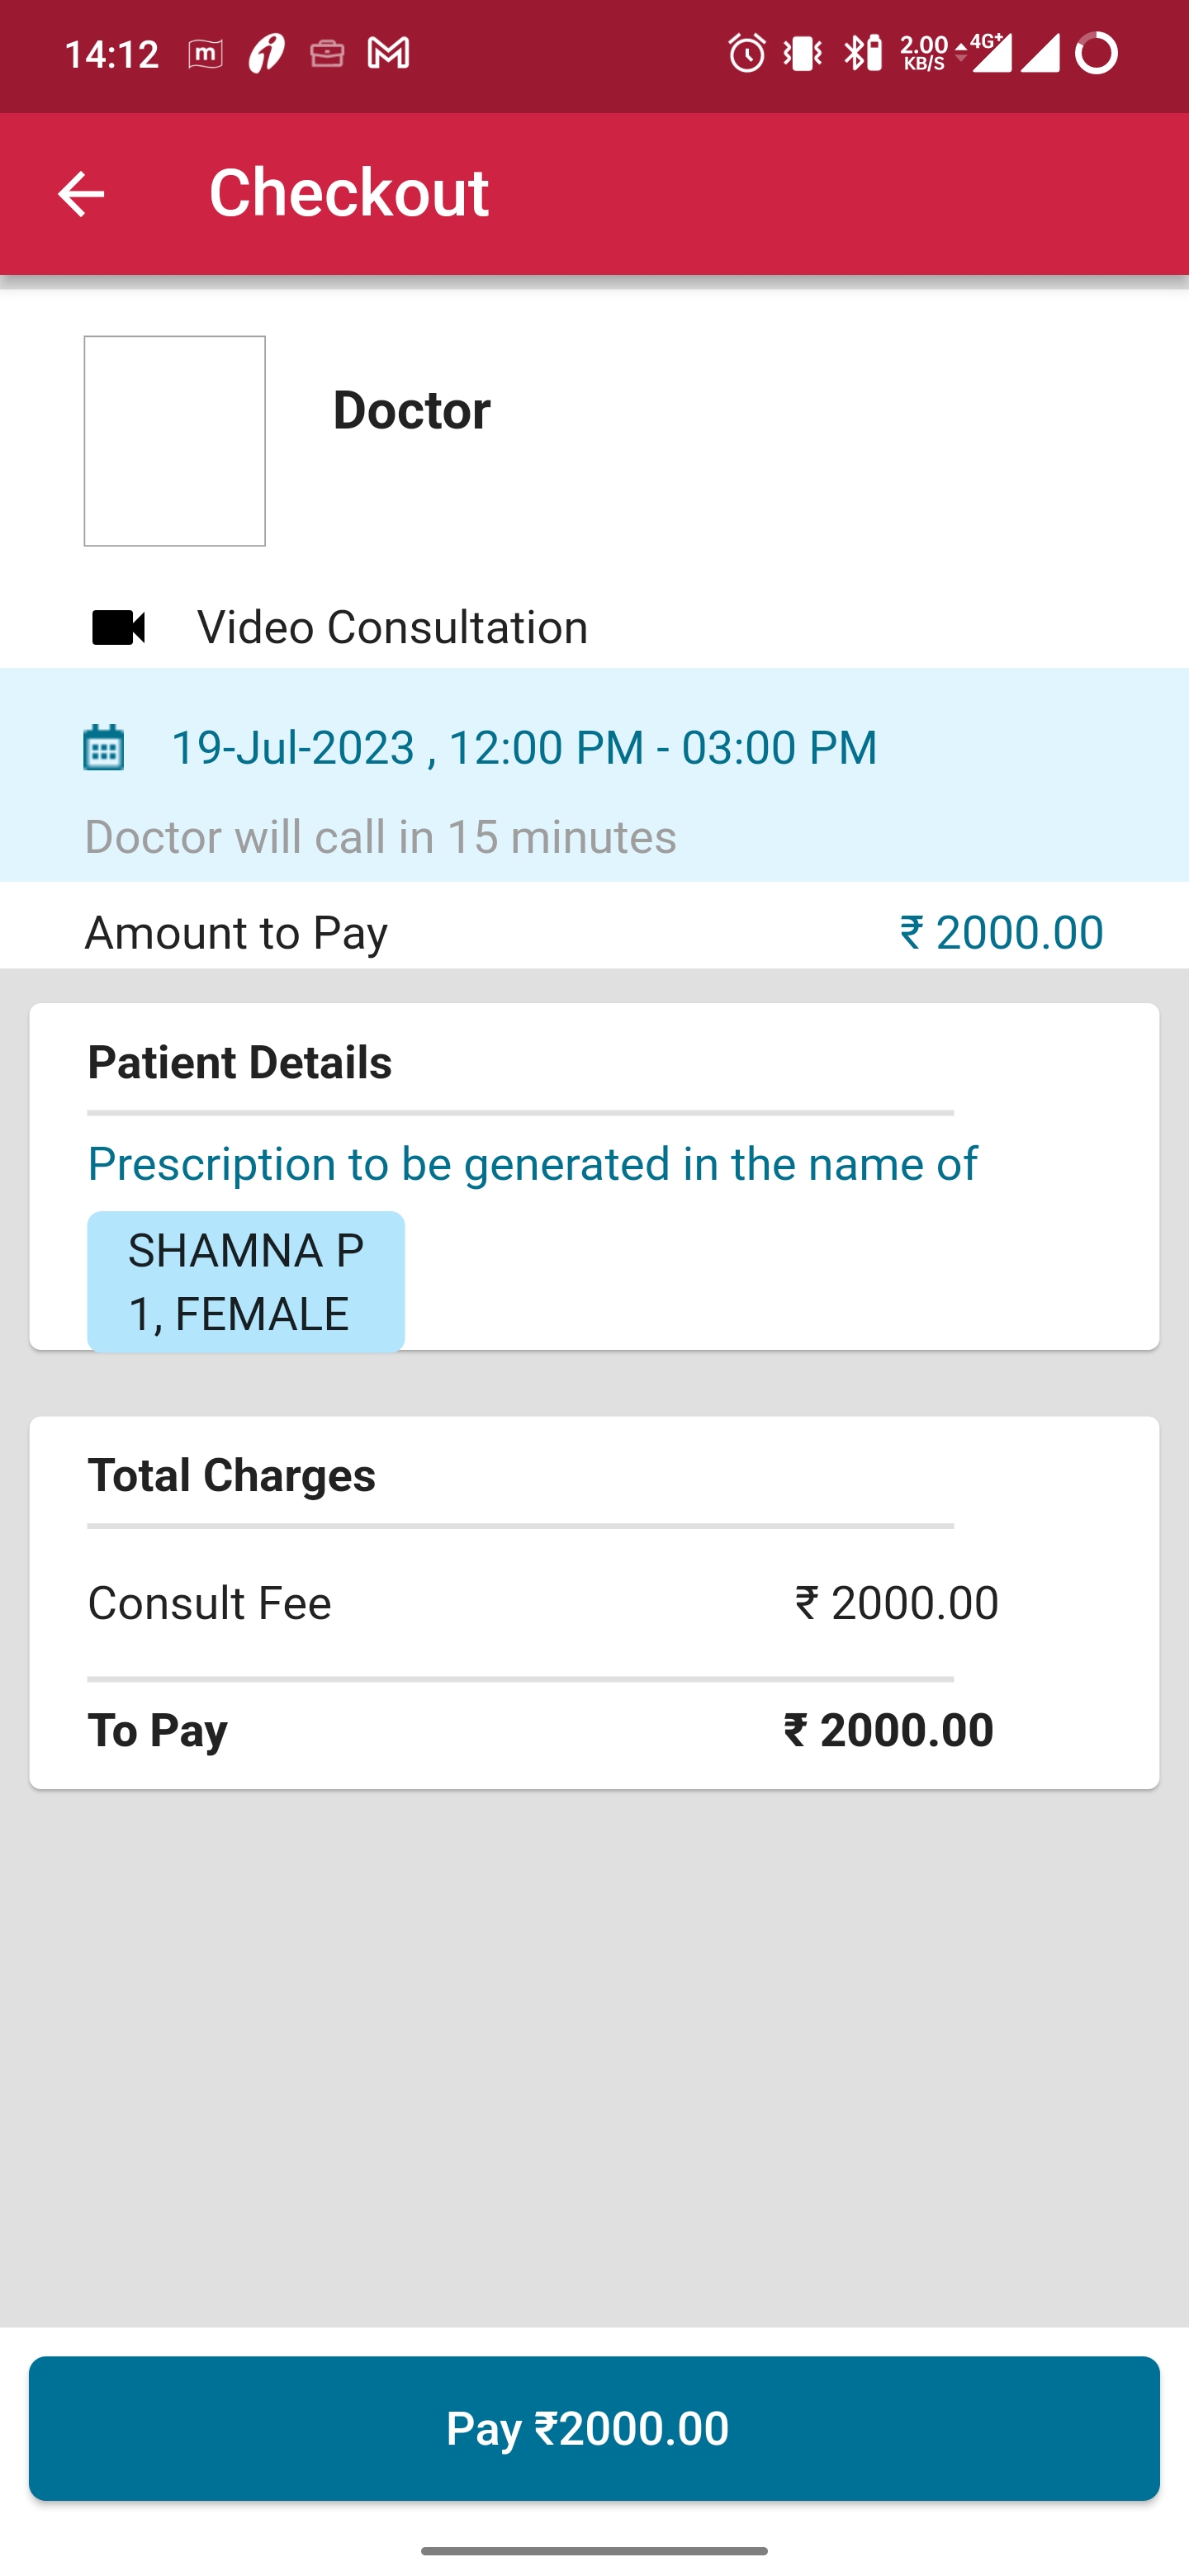 14:12 m 2.00 KB/S 4G+
Checkout
Doctor
Video Consultation
19-Jul-2023 , 12:00 PM - 03:00 PM
Doctor will call in 15 minutes
Amount to Pay ₹ 2000.00
Patient Details
Prescription to be generated in the name of
SHAMNA P
1, FEMALE
Total Charges
Consult Fee ₹ 2000.00
To Pay ₹ 2000.00
Pay ₹2000.00